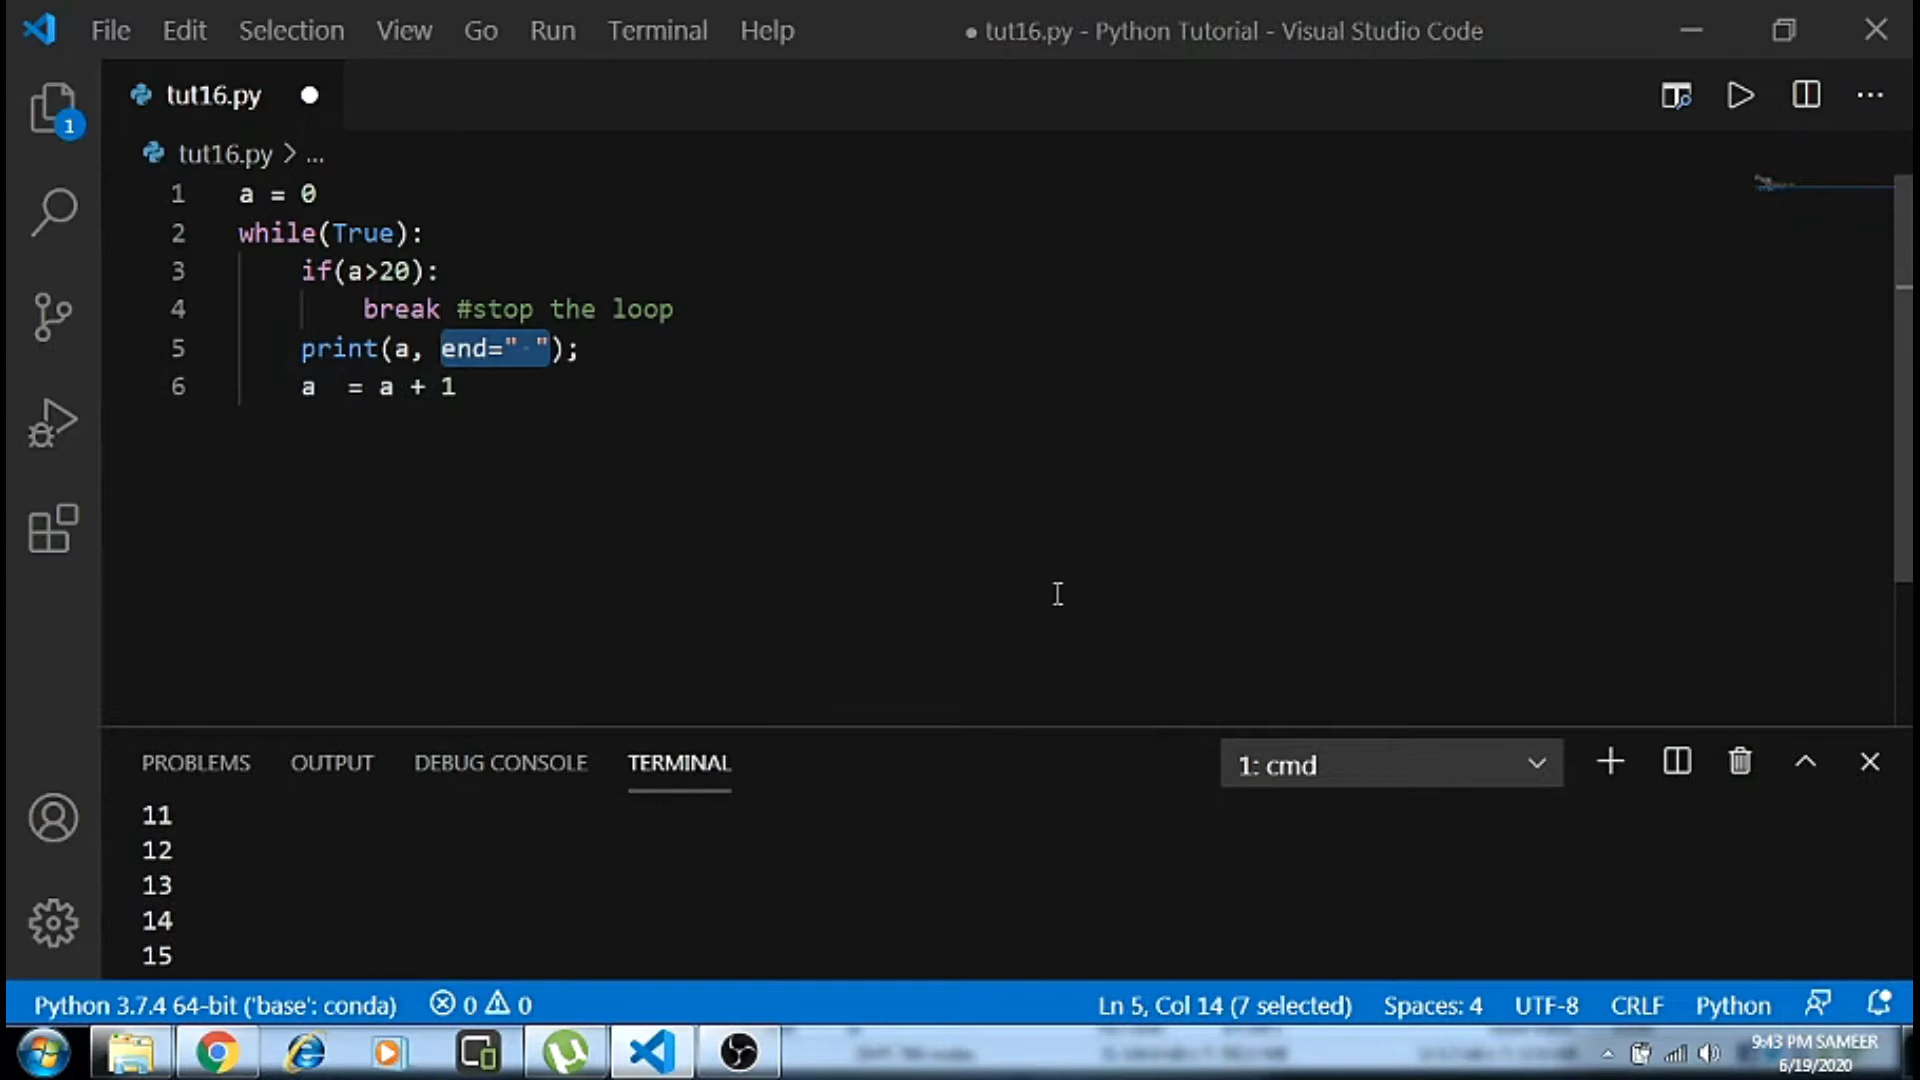 File Edit Selection View Go Run Terminal Help ● tut16.py - Python Tutorial - Visual Studio Code
tut16.py ●
1
tut16.py > ...
1 a = 0
2 while(True):
3 if(a>20):
4 break #stop the loop
5 print(a, end=" ");
6 a  = a + 1
PROBLEMS OUTPUT DEBUG CONSOLE TERMINAL 1: cmd
11
12
13
14
15
Python 3.7.4 64-bit ('base': conda) 0 0 Ln 5, Col 14 (7 selected) Spaces: 4 UTF-8 CRLF Python
9:43 PM SAMEER
6/19/2020